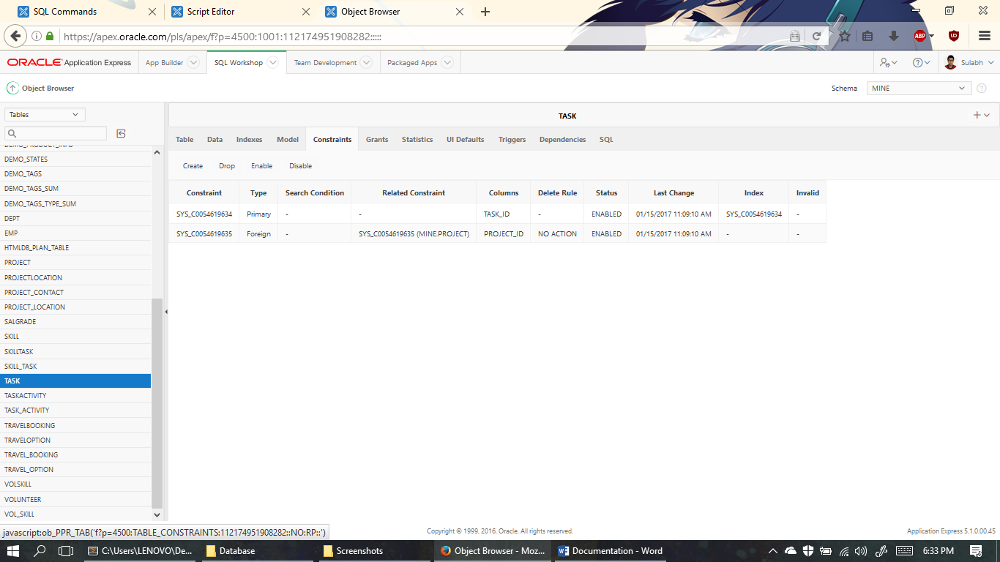 SQL Commands
Script Editor
Object Browser
https://apex.oracle.com/pls/apex/f?p=4500:1001:112174951908282:::::
ABP
ORACLE Application Express
App Builder
SQL Workshop
Team Development
Packaged Apps
Sulabh
Object Browser
Schema
MINE
Tables
TASK
Table Data Indexes Model Constraints Grants Statistics UI Defaults Triggers Dependencies SQL
Create Drop Enable Disable
Constraint Type Search Condition Related Constraint Columns Delete Rule Status Last Change Index Invalid
SYS_C0054619634 Primary - - TASK_ID - ENABLED 01/15/2017 11:09:10 AM SYS_C0054619634 -
SYS_C0054619635 Foreign - SYS_C0054619635 (MINE.PROJECT) PROJECT_ID NO ACTION ENABLED 01/15/2017 11:09:10 AM - -
DEMO_PRODUCT_INFO
DEMO_STATES
DEMO_TAGS
DEMO_TAGS_SUM
DEMO_TAGS_TYPE_SUM
DEPT
EMP
HTMLDB_PLAN_TABLE
PROJECT
PROJECTLOCATION
PROJECT_CONTACT
PROJECT_LOCATION
SALGRADE
SKILL
SKILLTASK
SKILL_TASK
TASK
TASKACTIVITY
TASK_ACTIVITY
TRAVELBOOKING
TRAVELOPTION
TRAVEL_BOOKING
TRAVEL_OPTION
VOLSKILL
VOLUNTEER
VOL_SKILL
javascript:ob_PPR_TAB('f?p=4500:TABLE_CONSTRAINTS:112174951908282::NO:RP::')
Copyright © 1999, 2016, Oracle. All rights reserved.
Application Express 5.1.0.00.45
C:\Users\LENOVO\De...
Database
Screenshots
Object Browser - Moz...
Documentation - Word
6:33 PM